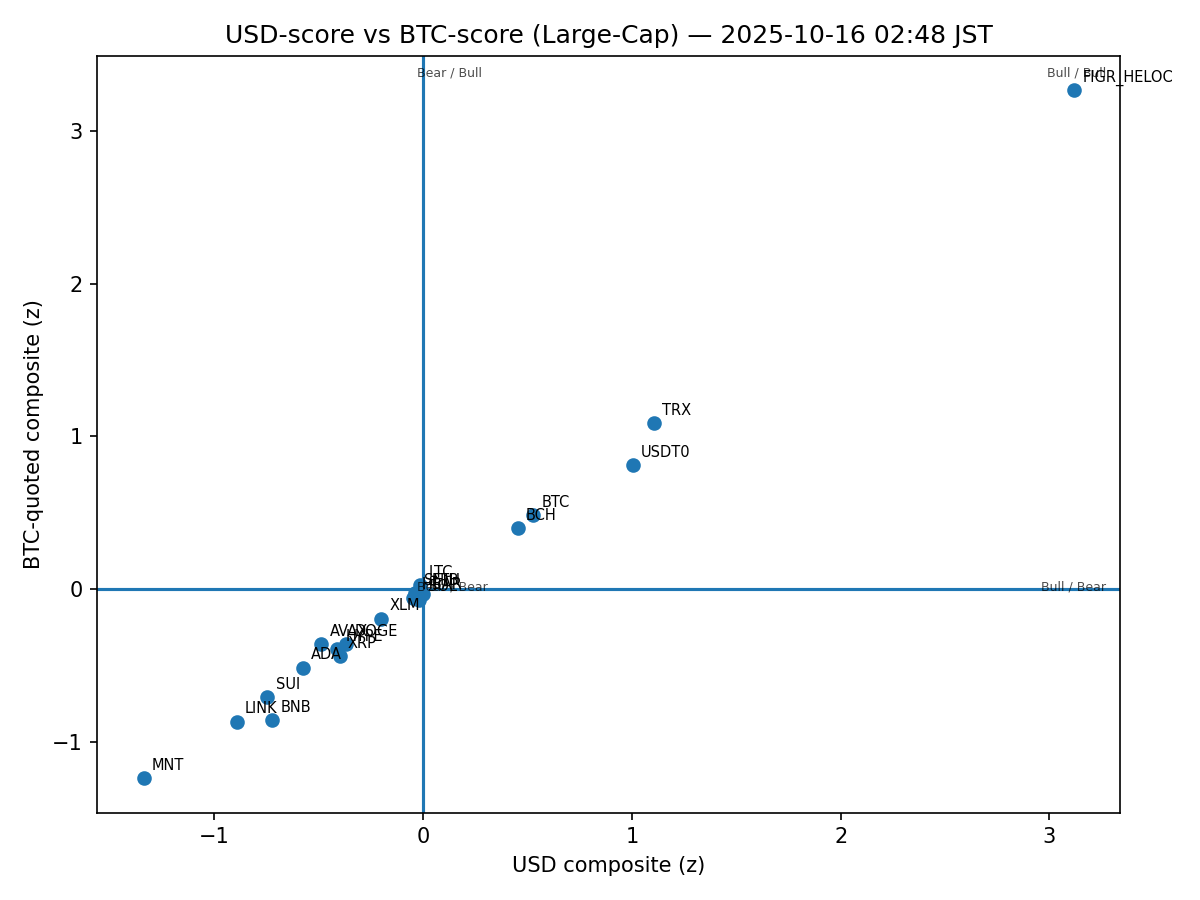 USD-score vs BTC-score (Large-Cap) — 2025-10-16 02:48 JST
Bear / Bull
Bull / Bull
FIGR_HELOC
3
2
TRX
1
USDT0
BTC
BCH
LTC
0
/ Bear
Bull / Bear
XLM
AVAX
DOGE
HYPE
XRP
ADA
SUI
LINK
BNB
−1
MNT
−1
0
1
2
3
USD composite (z)
BTC-quoted composite (z)